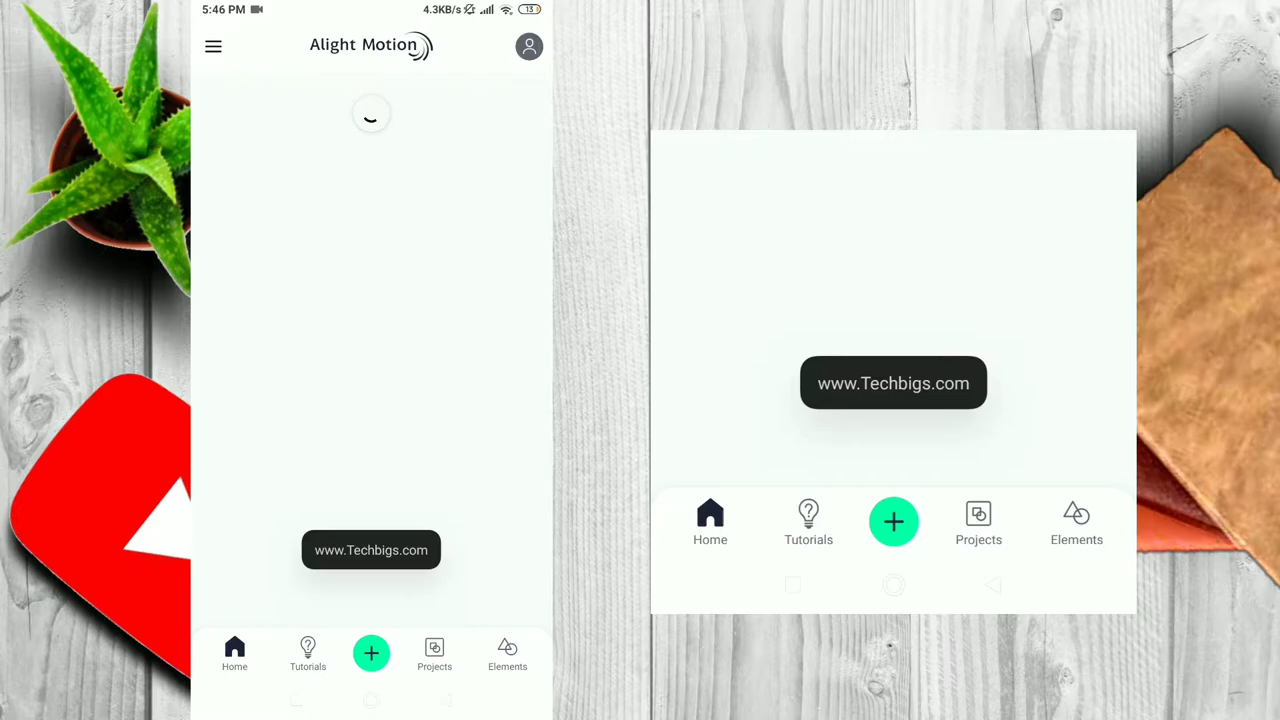 5:46 PM
4.3KB/s
13
Alight Motion
www.Techbigs.com
Home
Tutorials
Projects
Elements
www.Techbigs.com
Home
Tutorials
Projects
Elements